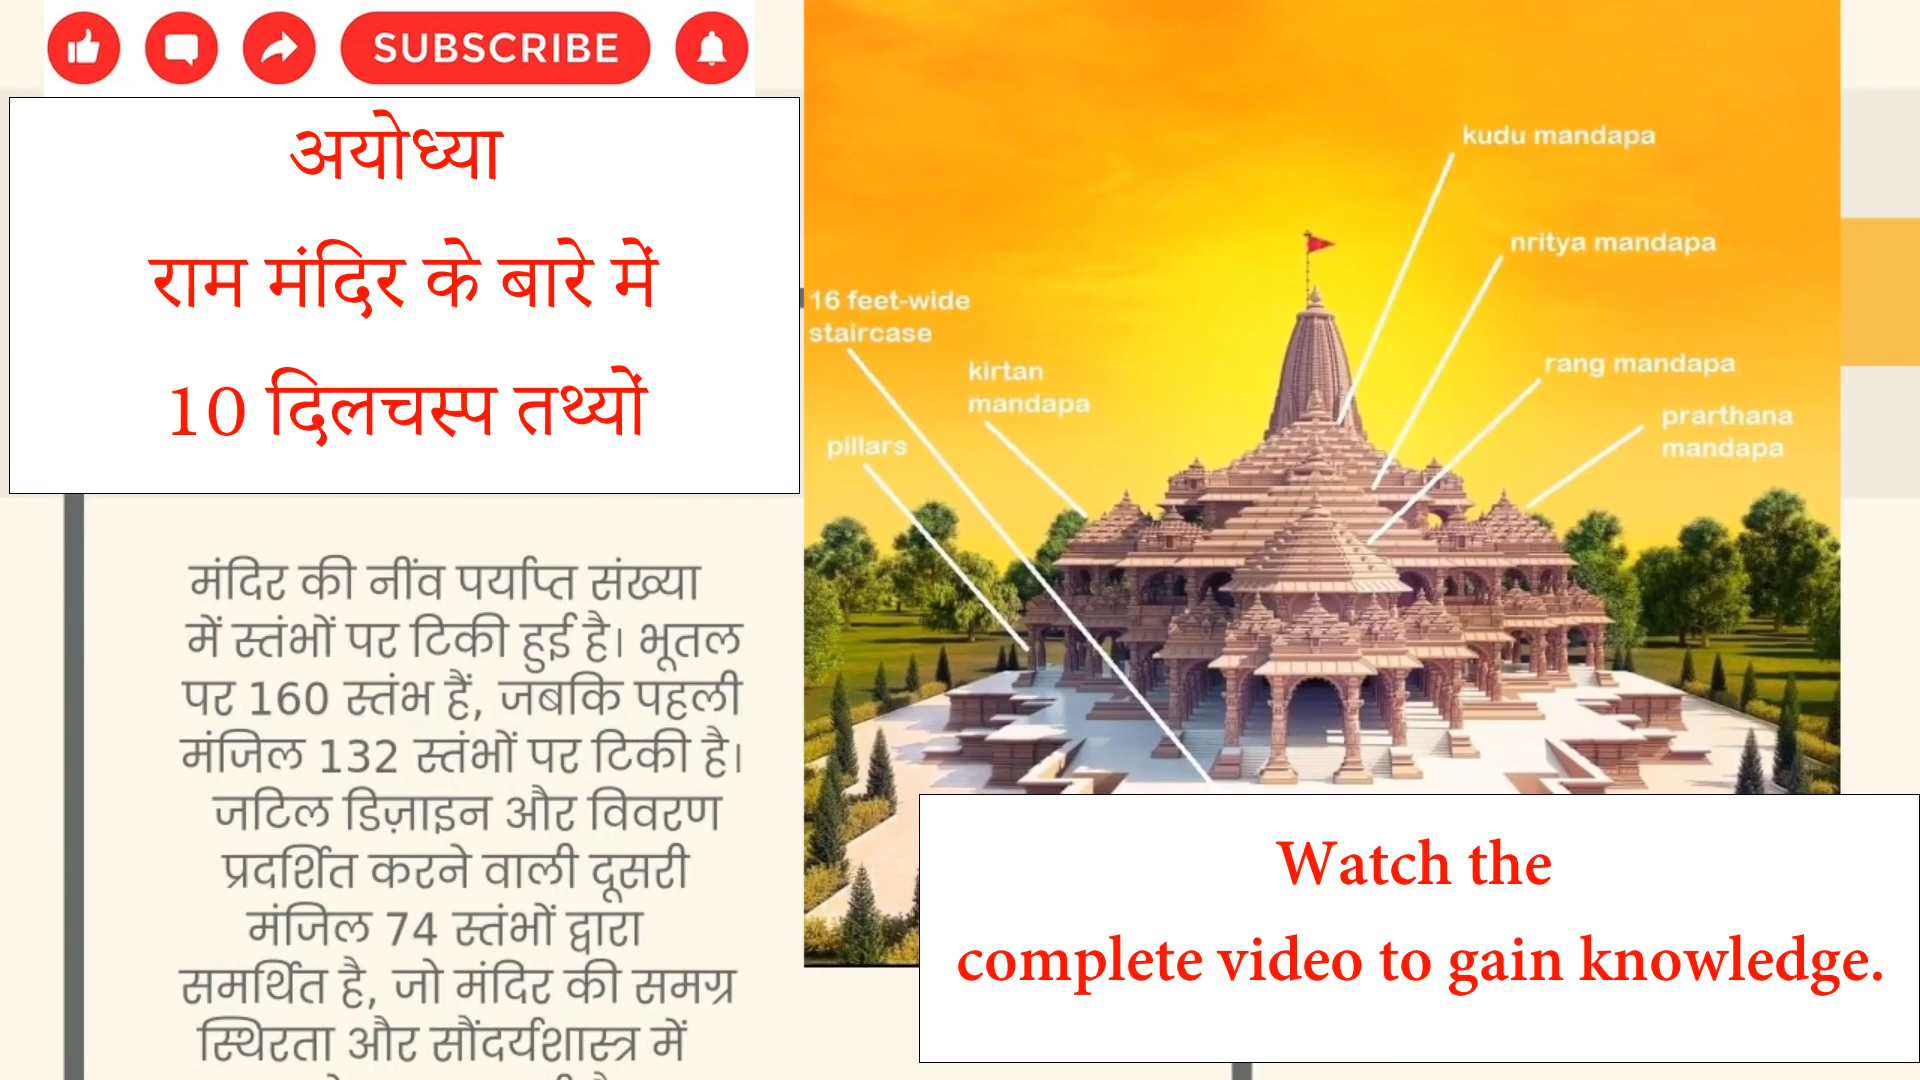 SUBSCRIBE
अयोध्या
राम मंदिर के बारे में
10 दिलचस्प तथ्यों
मंदिर की नींव पर्याप्त संख्या
में स्तंभों पर टिकी हुई है। भूतल
पर 160 स्तंभ हैं, जबकि पहली
मंजिल 132 स्तंभों पर टिकी है।
जटिल डिज़ाइन और विवरण
प्रदर्शित करने वाली दूसरी
मंजिल 74 स्तंभों द्वारा
समर्थित है, जो मंदिर की समग्र
स्थिरता और सौंदर्यशास्त्र में
kudu mandapa
nritya mandapa
16 feet-wide
staircase
kirtan
mandapa
rang mandapa
prarthana
mandapa
pillars
Watch the
complete video to gain knowledge.